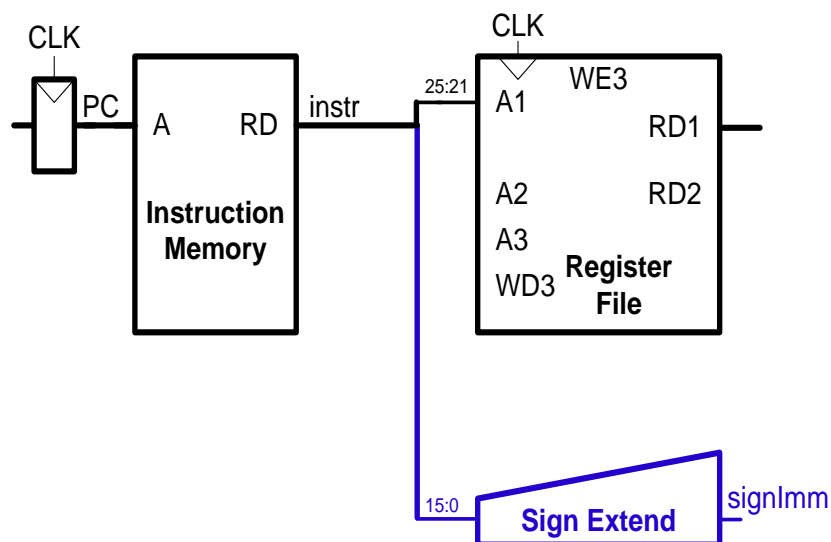 CLK
PC
A
RD
Instruction
Memory
instr
25:21
CLK
WE3
A1
RD1
A2
RD2
A3
WD3
Register
File
15:0
Sign Extend
signImm